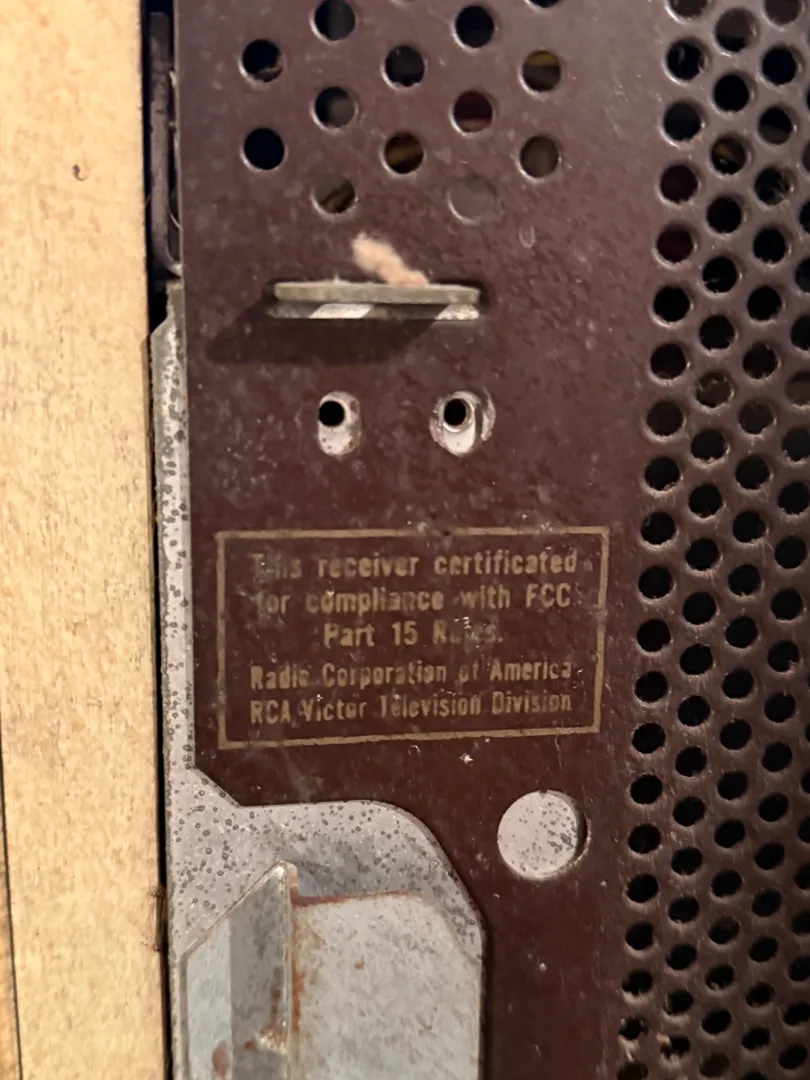 This receiver certificated
for compliance with FCC
Part 15 Rules.
Radio Corporation of America
RCA Victor Television Division